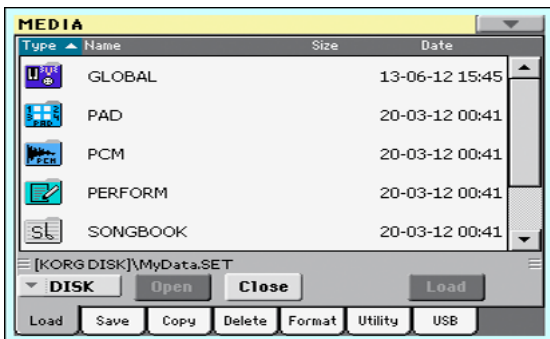 MEDIA
Type Name Size Date
GLOBAL 13-06-12 15:45
PAD 20-03-12 00:41
PCM 20-03-12 00:41
PERFORM 20-03-12 00:41
SONGBOOK 20-03-12 00:41
[KORG DISK]\MyData.SET
DISK Open Close Load
Load Save Copy Delete Format Utility USB